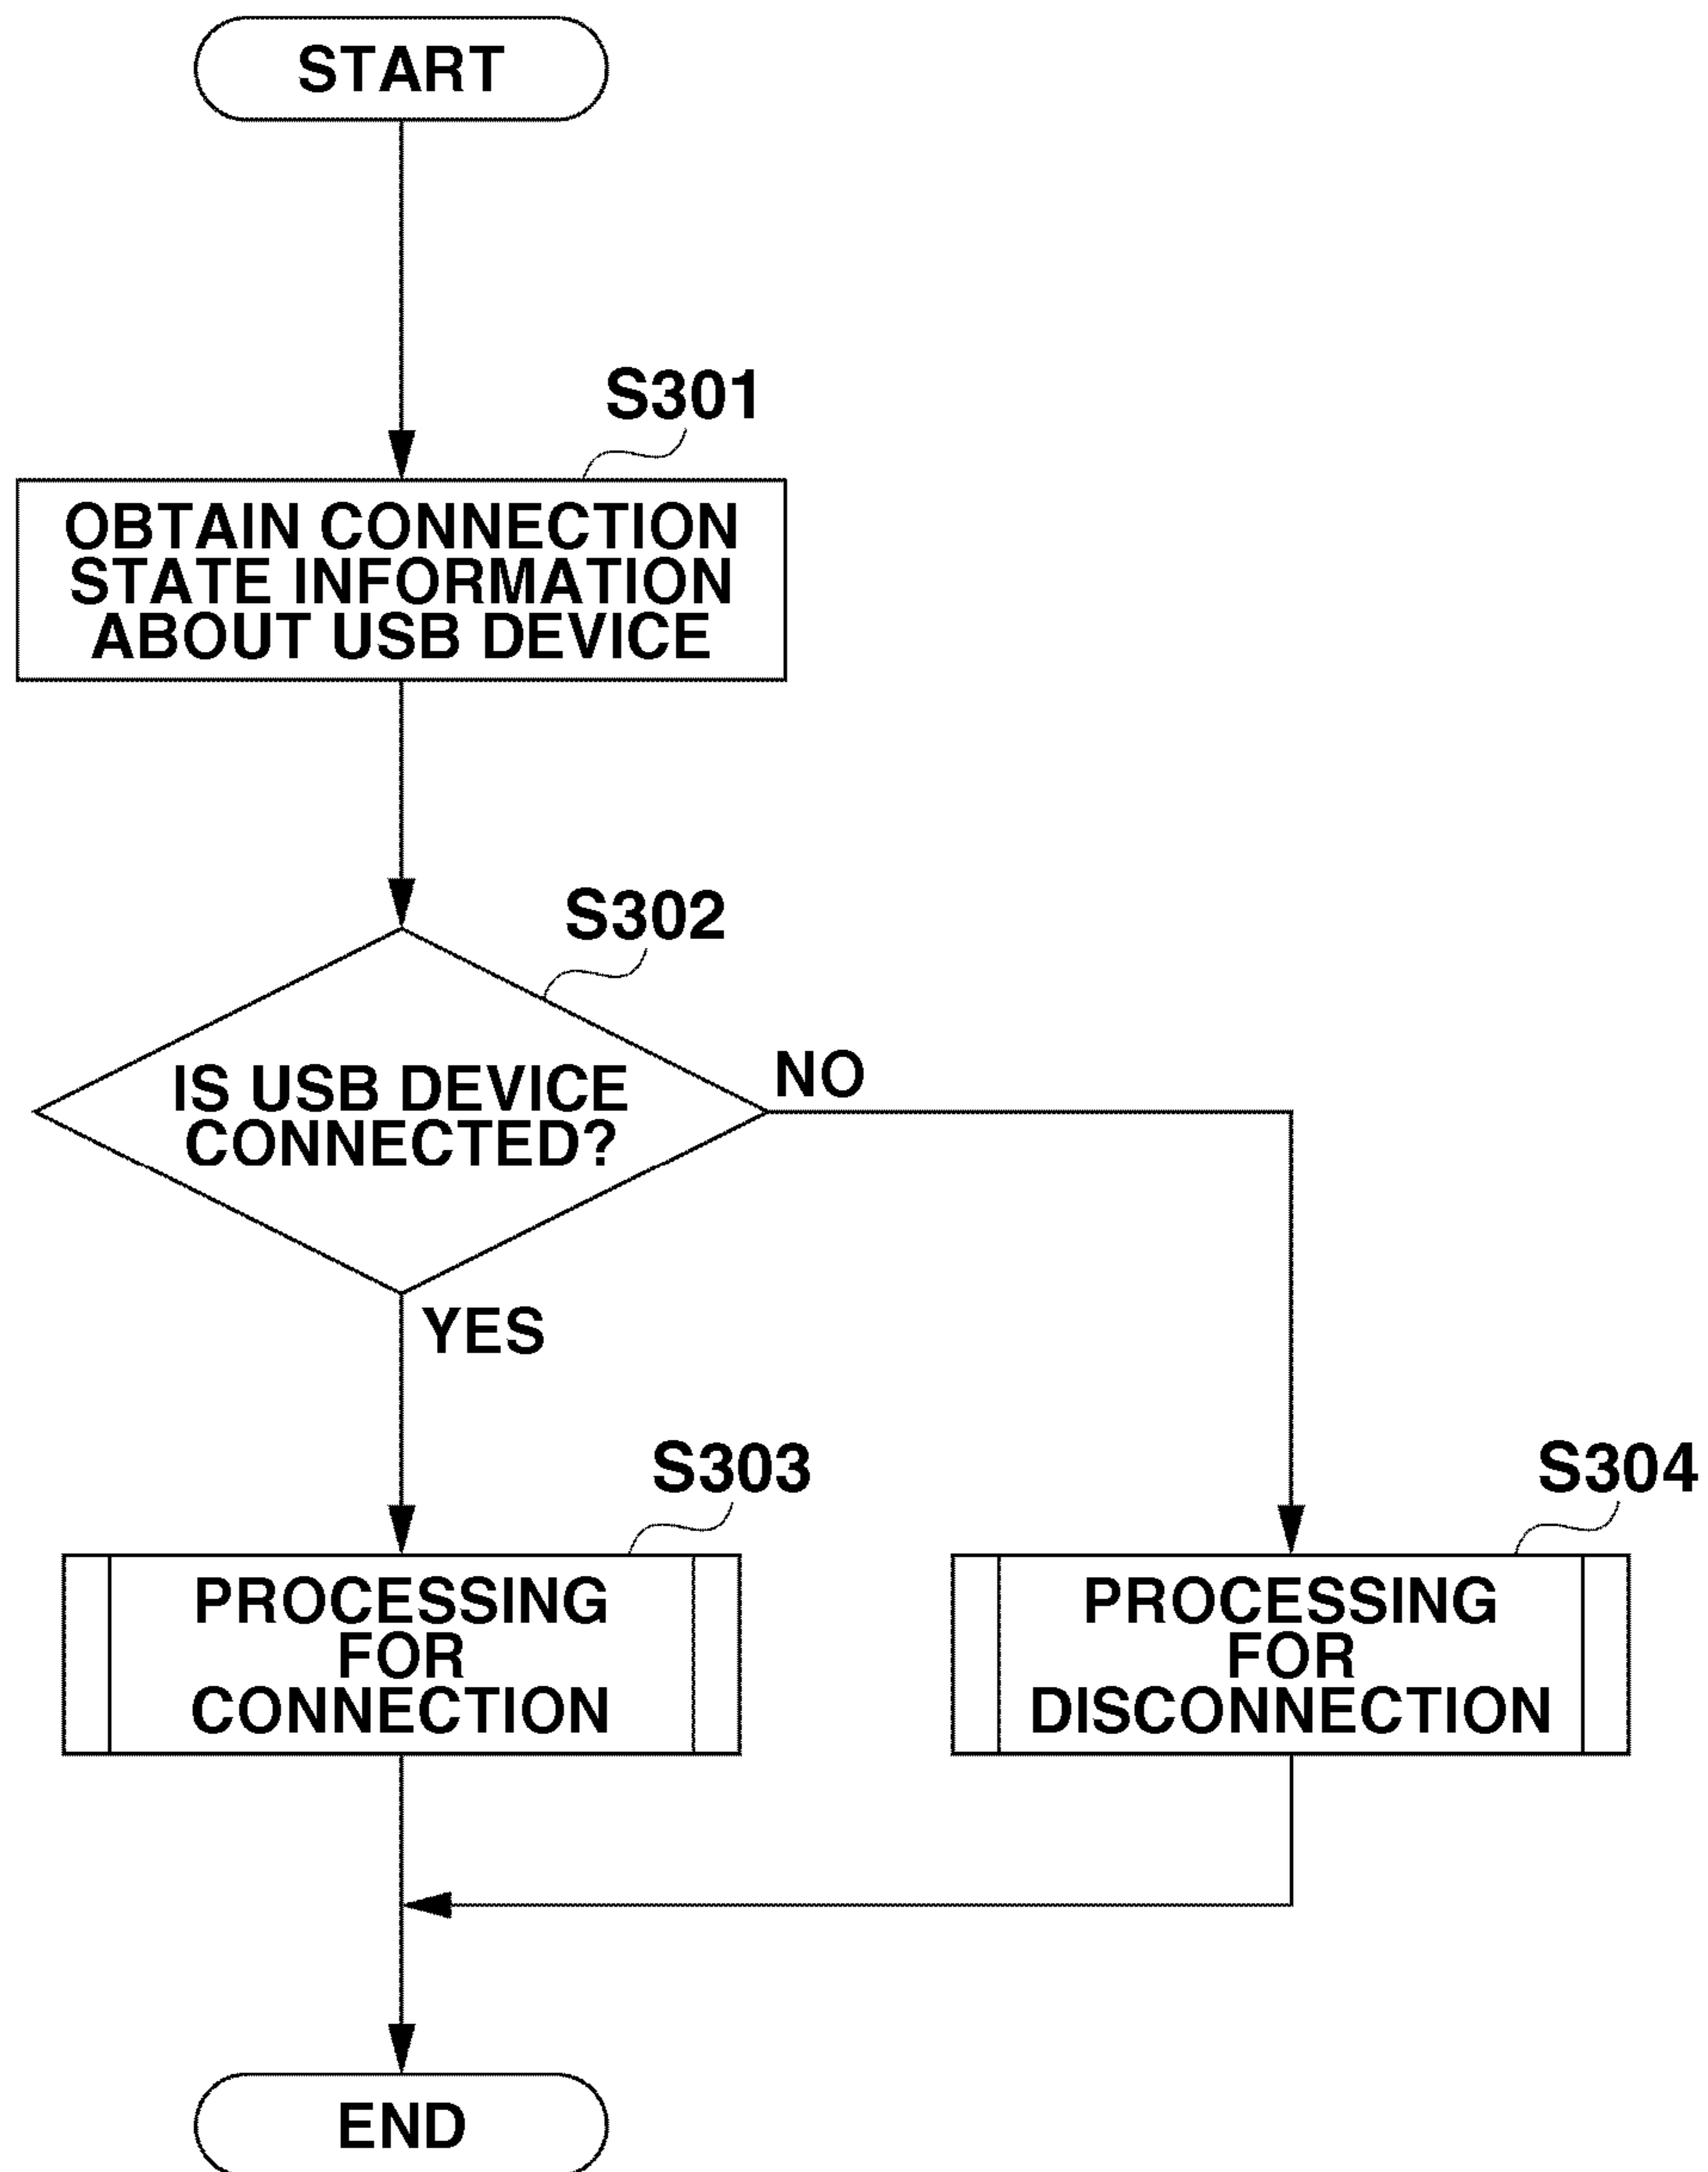 START
S301
OBTAIN CONNECTION
STATE INFORMATION
ABOUT USB DEVICE
S302
IS USB DEVICE
CONNECTED?
NO
YES
S303
PROCESSING
FOR
CONNECTION
S304
PROCESSING
FOR
DISCONNECTION
END